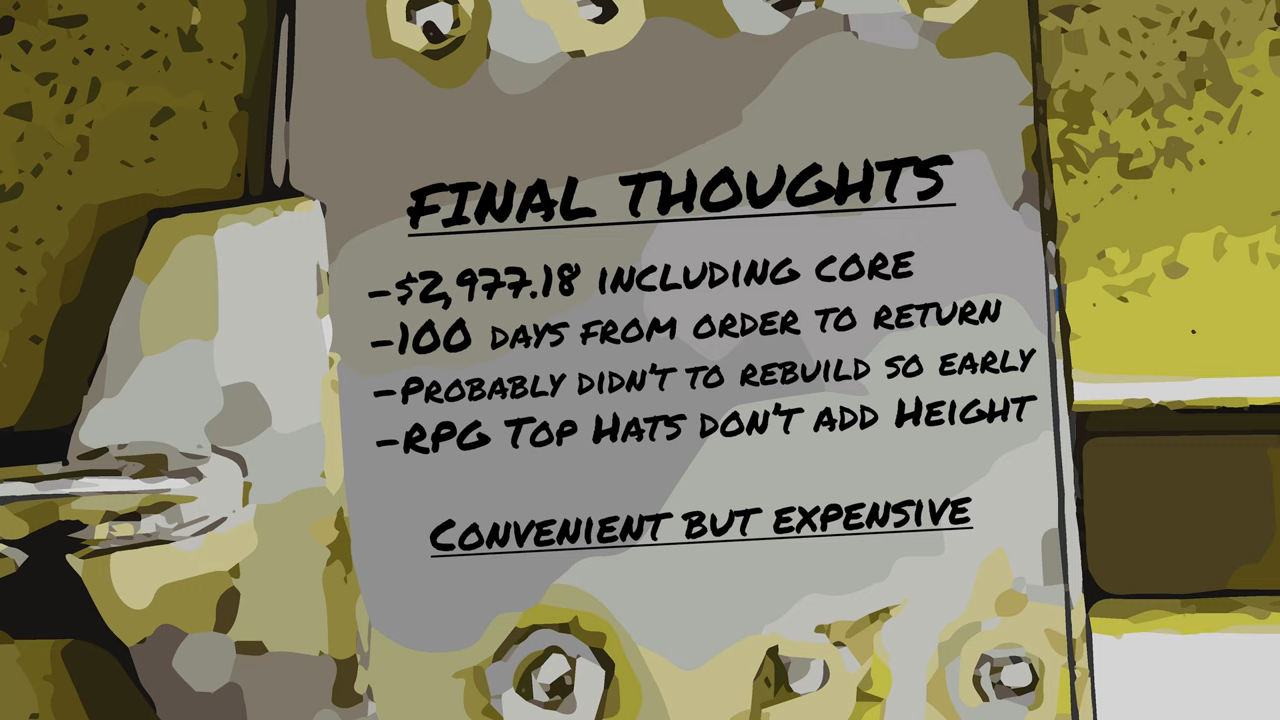 FINAL THOUGHTS
-$2,977.18 INCLUDING CORE
-100 DAYS FROM ORDER TO RETURN
-PROBABLY DIDN'T TO REBUILD SO EARLY
-RPG TOP HATS DON'T ADD HEIGHT
CONVENIENT BUT EXPENSIVE